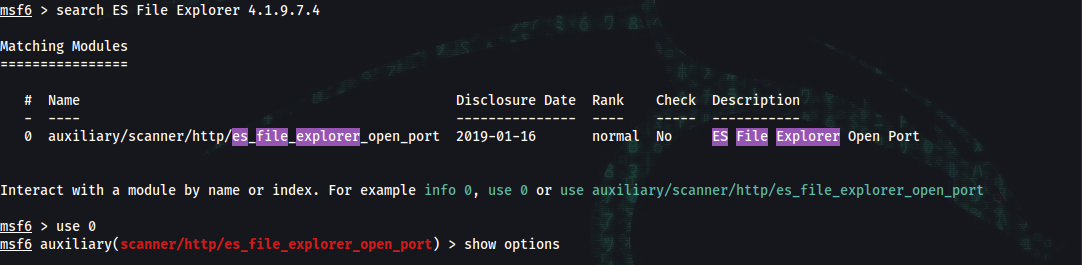 msf6 > search ES File Explorer 4.1.9.7.4
Matching Modules
================
#  Name                                            Disclosure Date  Rank    Check  Description
-  ----                                            ---------------  ----    -----  -----------
0  auxiliary/scanner/http/es_file_explorer_open_port  2019-01-16  normal  No     ES File Explorer Open Port
Interact with a module by name or index. For example info 0, use 0 or use auxiliary/scanner/http/es_file_explorer_open_port
msf6 > use 0
msf6 auxiliary(scanner/http/es_file_explorer_open_port) > show options